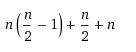 n(n/2 − 1) + n/2 + n